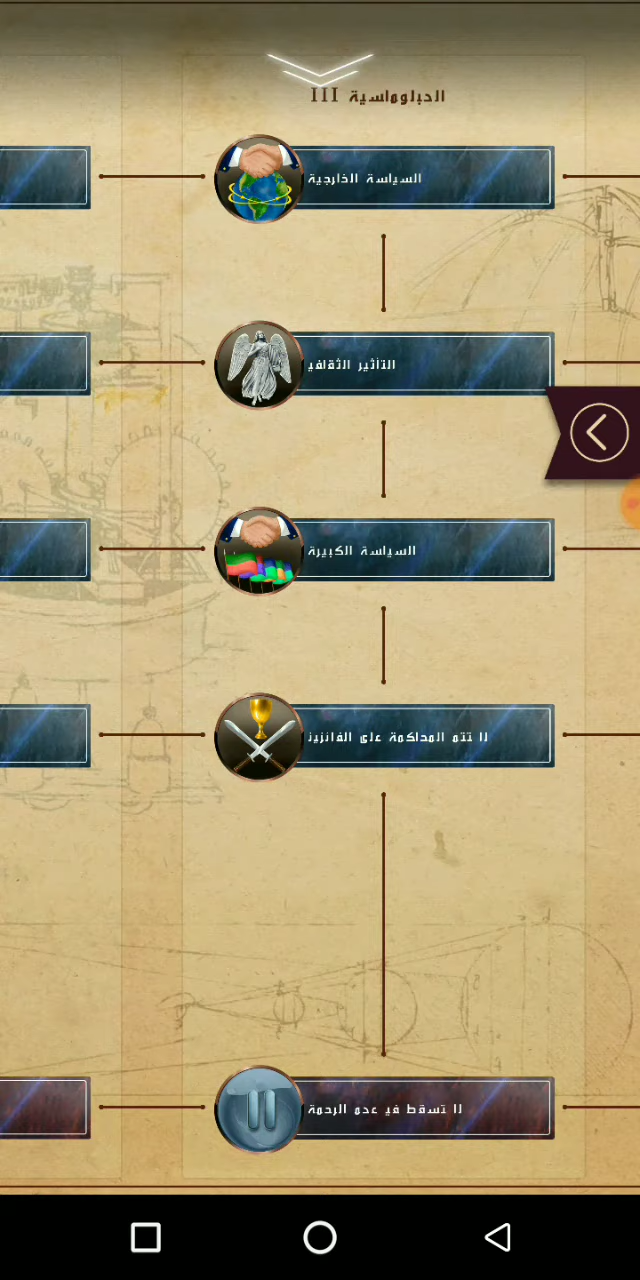 الدبلوماسية III
السياسة الخارجية
التأثير الثقافي
السياسة الكبيرة
لا تتم المحاكمة على الفائزين
لا تسقط في عدم الرحمة